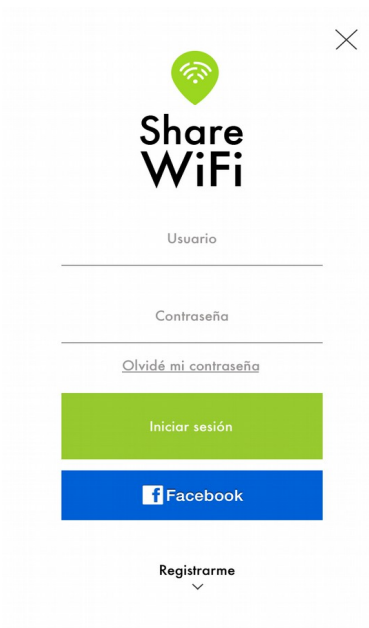 Share
WiFi
Usuario
Contraseña
Olvidé mi contraseña
Iniciar sesión
Facebook
Registrarme